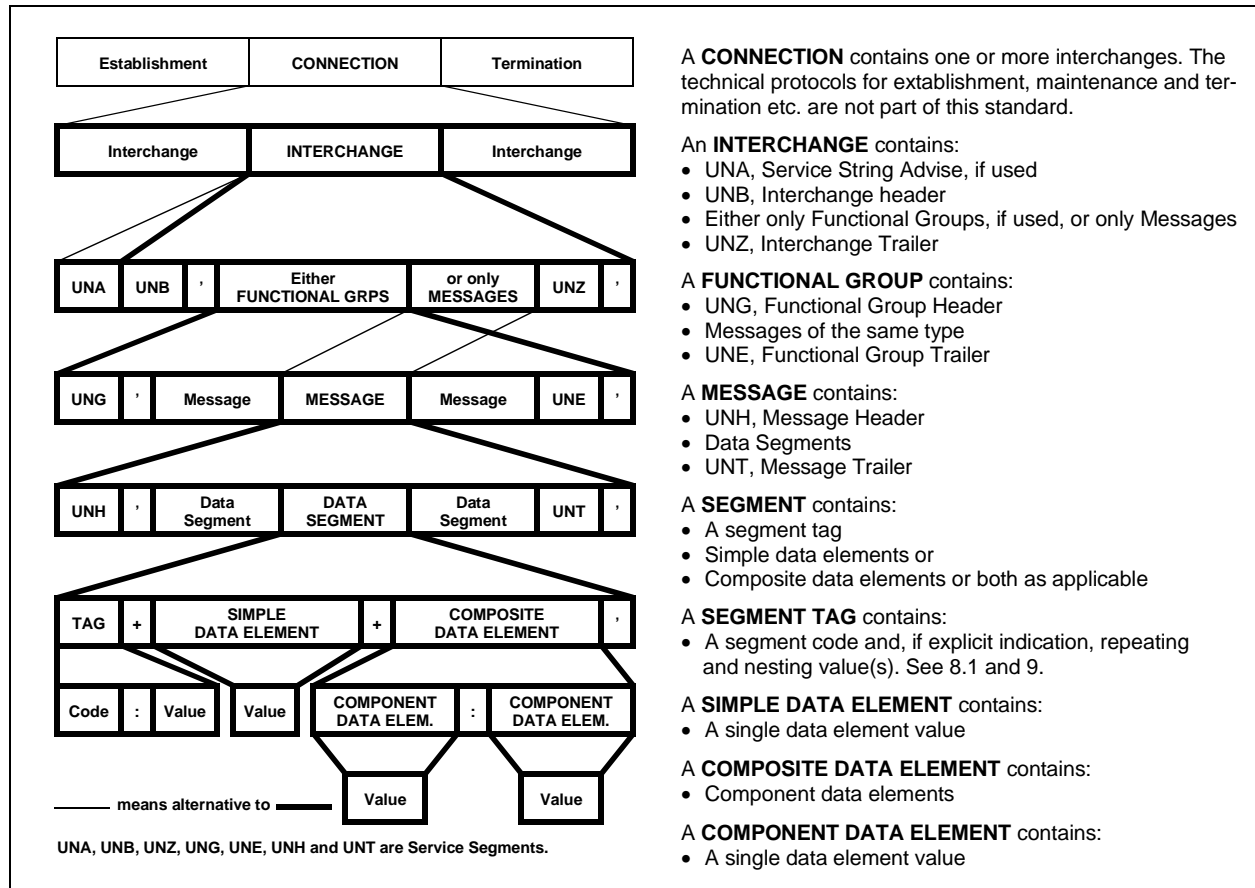 Establishment CONNECTION Termination
Interchange INTERCHANGE Interchange
UNA UNB ’ Either FUNCTIONAL GRPS or only MESSAGES UNZ ’
UNG ’ Message MESSAGE Message UNE ’
UNH ’ Data Segment DATA SEGMENT Data Segment UNT ’
TAG + SIMPLE DATA ELEMENT + COMPOSITE DATA ELEMENT ’
Code : Value Value COMPONENT DATA ELEM. : COMPONENT DATA ELEM.
Value Value
means alternative to
UNA, UNB, UNZ, UNG, UNE, UNH and UNT are Service Segments.
A CONNECTION contains one or more interchanges. The
technical protocols for extablishment, maintenance and ter-
mination etc. are not part of this standard.
An INTERCHANGE contains:
• UNA, Service String Advise, if used
• UNB, Interchange header
• Either only Functional Groups, if used, or only Messages
• UNZ, Interchange Trailer
A FUNCTIONAL GROUP contains:
• UNG, Functional Group Header
• Messages of the same type
• UNE, Functional Group Trailer
A MESSAGE contains:
• UNH, Message Header
• Data Segments
• UNT, Message Trailer
A SEGMENT contains:
• A segment tag
• Simple data elements or
• Composite data elements or both as applicable
A SEGMENT TAG contains:
• A segment code and, if explicit indication, repeating
and nesting value(s). See 8.1 and 9.
A SIMPLE DATA ELEMENT contains:
• A single data element value
A COMPOSITE DATA ELEMENT contains:
• Component data elements
A COMPONENT DATA ELEMENT contains:
• A single data element value